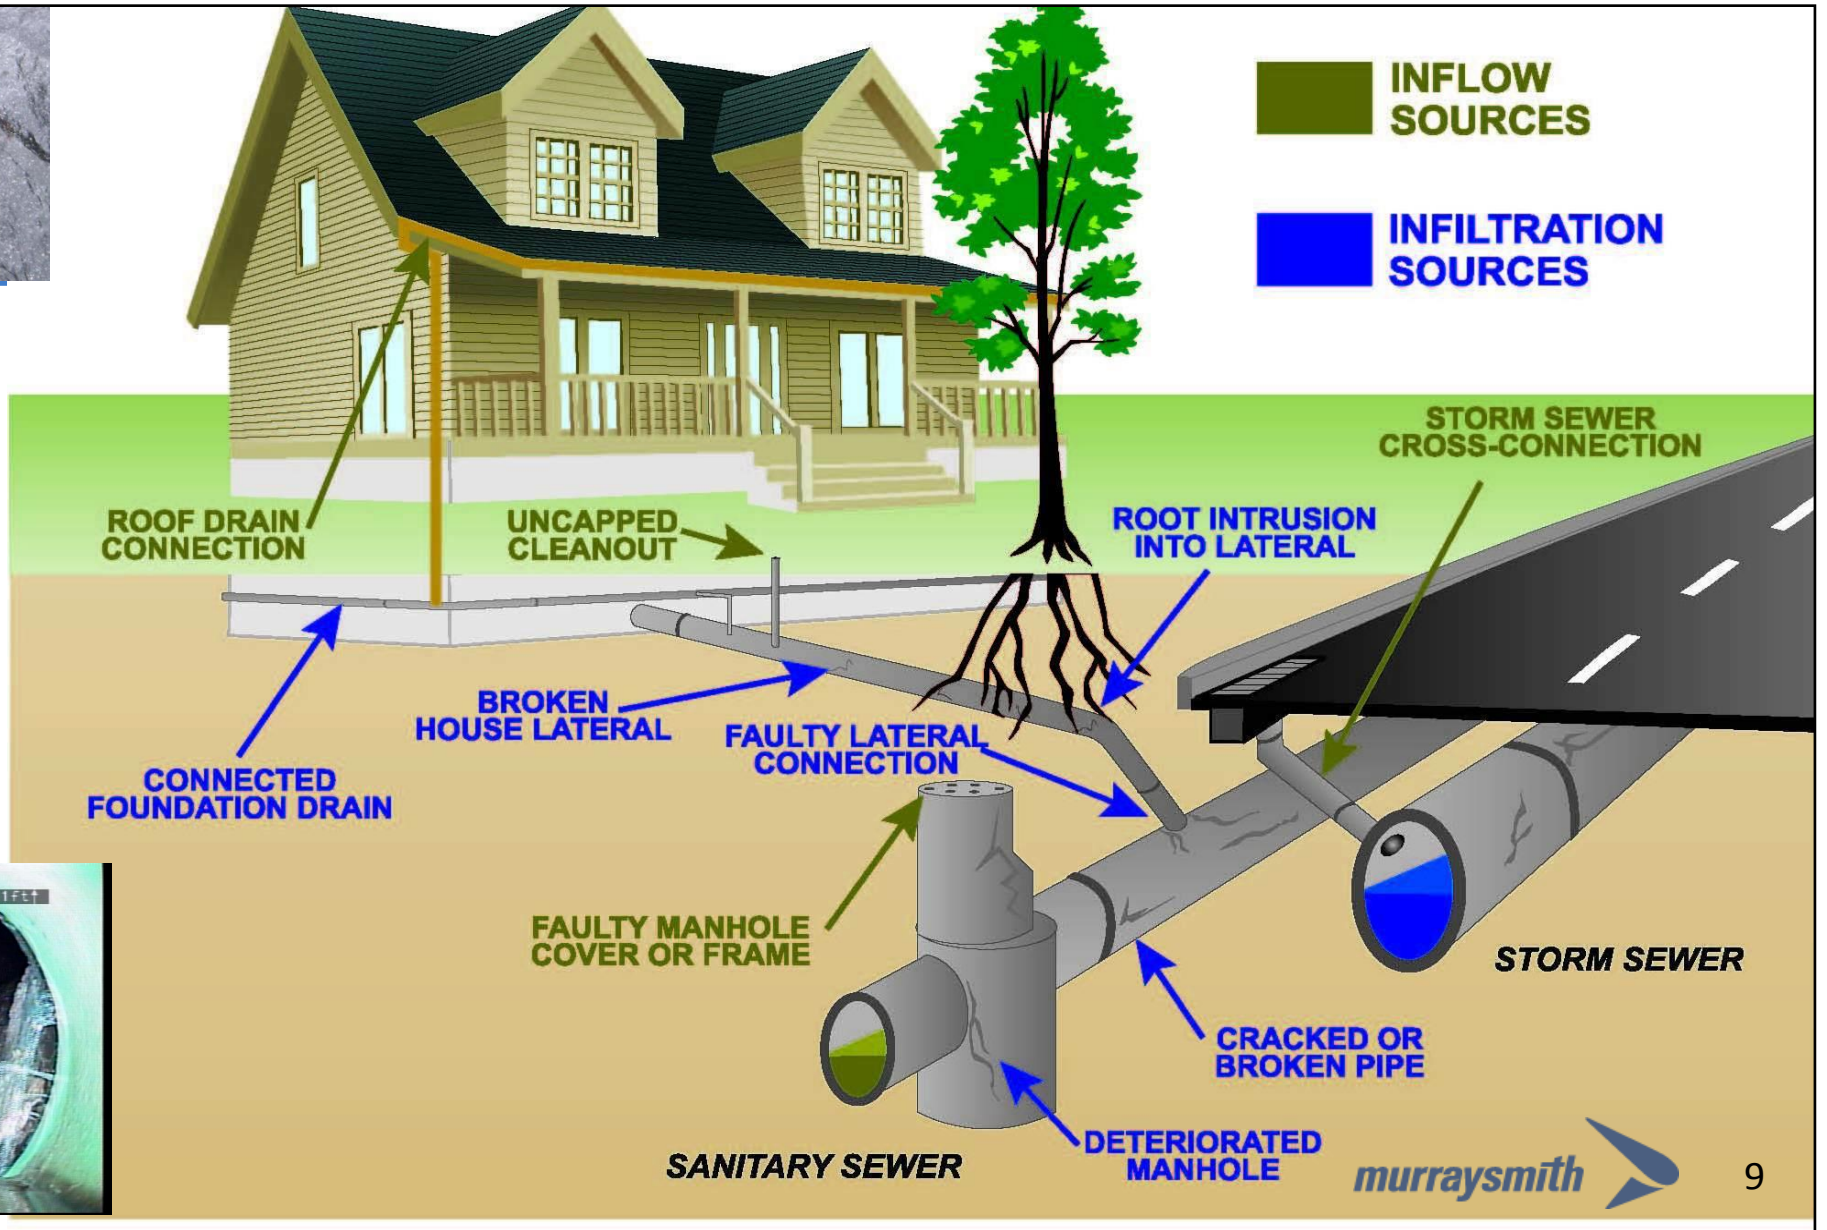 INFLOW
SOURCES
INFILTRATION
SOURCES
STORM SEWER
CROSS-CONNECTION
ROOF DRAIN
CONNECTION
UNCAPPED
CLEANOUT
ROOT INTRUSION
INTO LATERAL
BROKEN
HOUSE LATERAL
FAULTY LATERAL
CONNECTION
CONNECTED
FOUNDATION DRAIN
1ft↑
FAULTY MANHOLE
COVER OR FRAME
STORM SEWER
CRACKED OR
BROKEN PIPE
DETERIORATED
MANHOLE
SANITARY SEWER
murraysmith
9